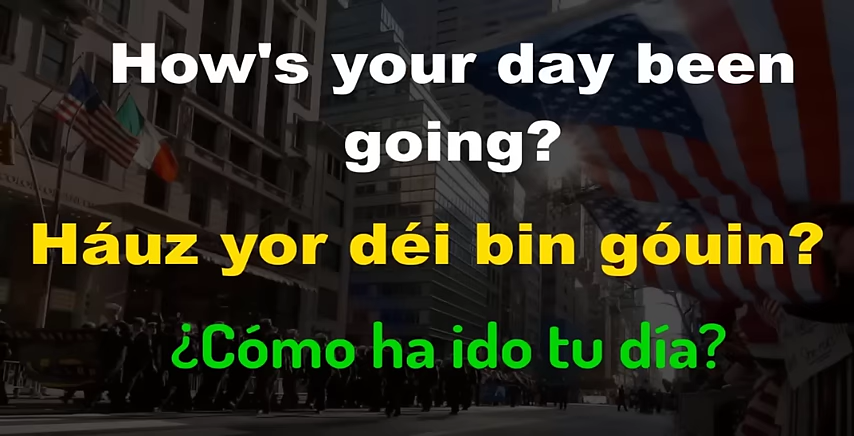 How's your day been
going?
Háuz yor déi bin góuin?
¿Cómo ha ido tu día?